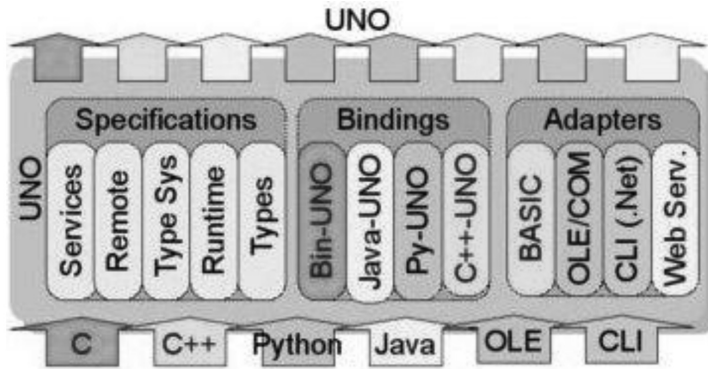 UNO
Specifications
Bindings
Adapters
UNO
Services
Remote
Type Sys
Runtime
Types
Bin-UNO
Java-UNO
Py-UNO
C++-UNO
BASIC
OLE/COM
CLI (.Net)
Web Serv.
C
C++
Python
Java
OLE
CLI